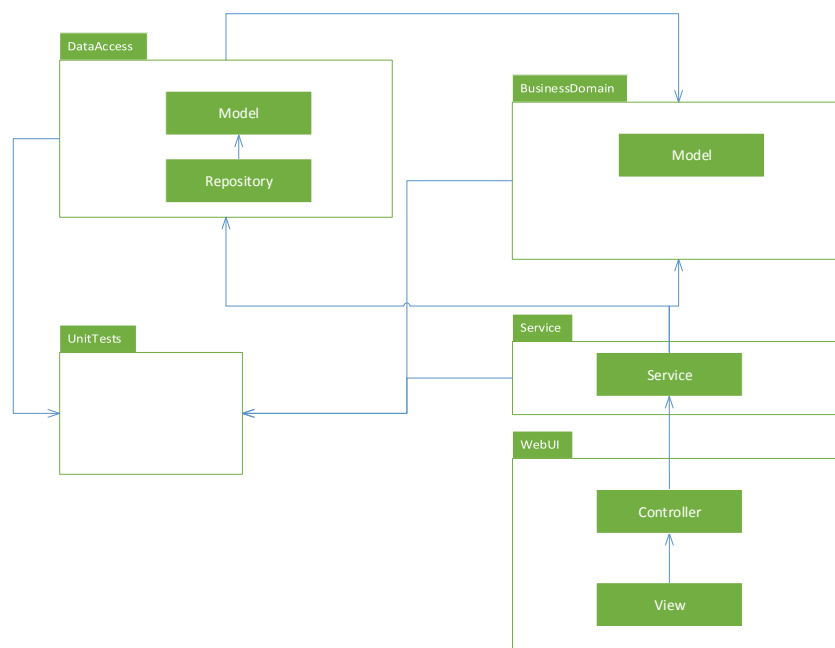 DataAccess
Model
Repository
BusinessDomain
Model
UnitTests
Service
Service
WebUI
Controller
View